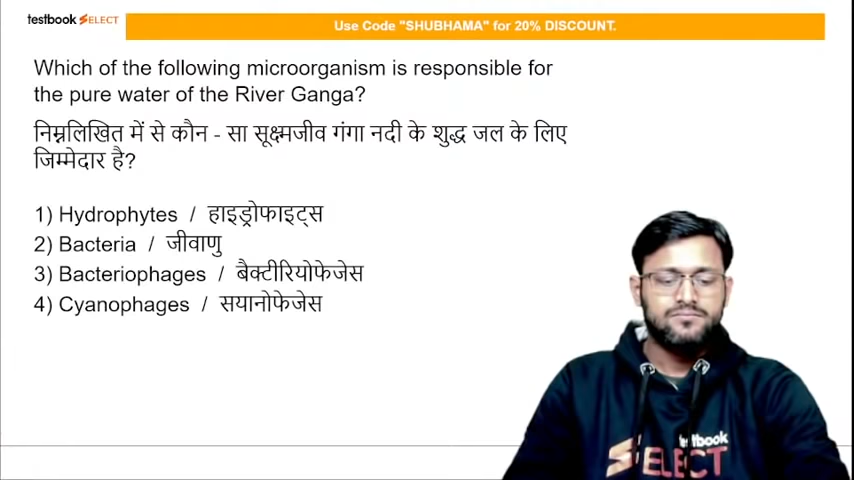 testbook SELECT
Use Code "SHUBHAMA" for 20% DISCOUNT.
Which of the following microorganism is responsible for
the pure water of the River Ganga?
निम्नलिखित में से कौन - सा सूक्ष्मजीव गंगा नदी के शुद्ध जल के लिए
जिम्मेदार है?
1) Hydrophytes / हाइड्रोफाइट्स
2) Bacteria / जीवाणु
3) Bacteriophages / बैक्टीरियोफेजेस
4) Cyanophages / सयानोफेजेस
testbook
SELECT